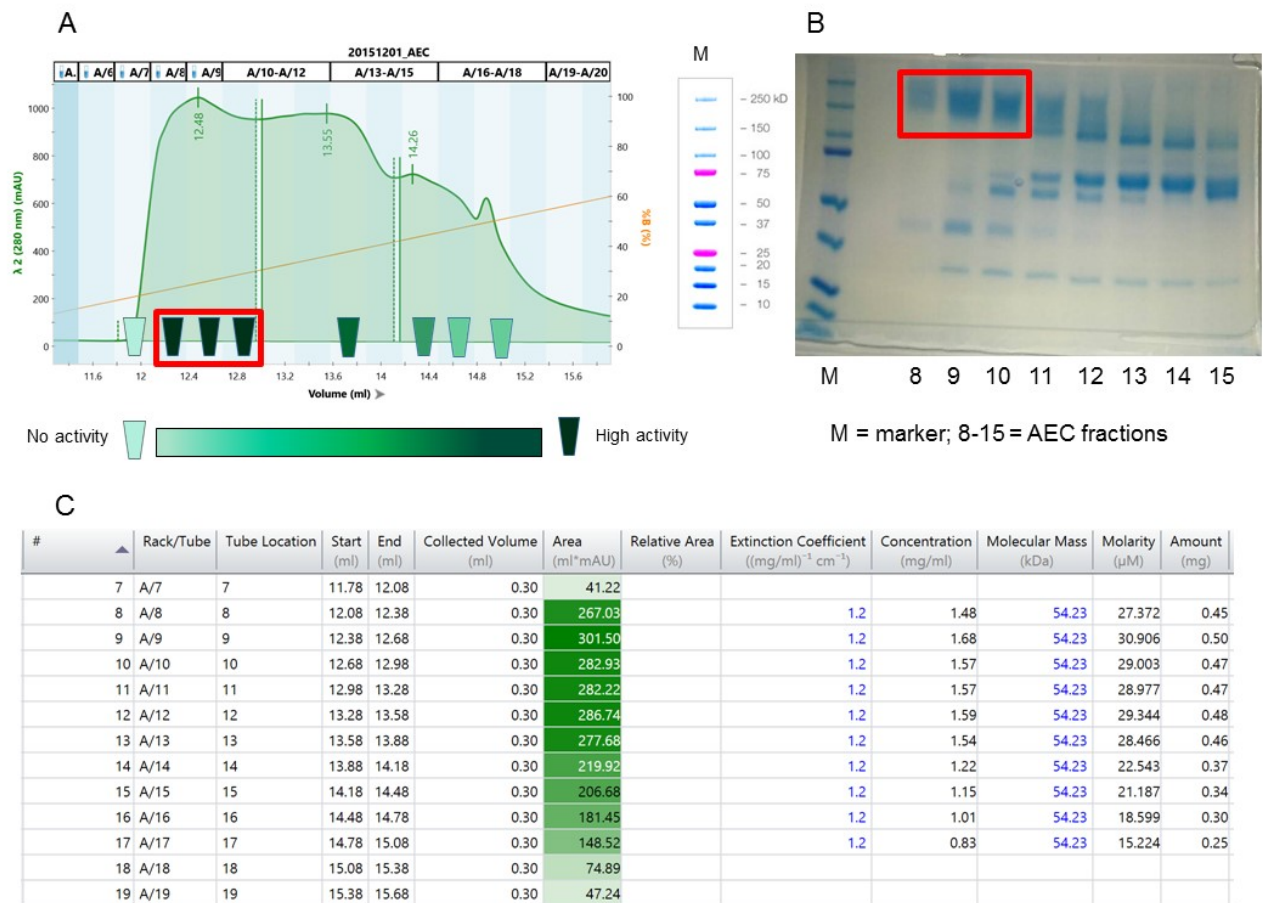 A
20151201_AEC
A. A/6 A/7 A/8 A/9 A/10-A/12 A/13-A/15 A/16-A/18 A/19-A/20
λ 2 (280 nm) (mAU)
1000
800
600
400
200
0
12.48
13.55
14.26
100
80
60
40
20
0
%B (%)
11.6 12 12.4 12.8 13.2 13.6 14 14.4 14.8 15.2 15.6
Volume (ml)
No activity
High activity
M
250 kD
150
100
75
50
37
25
20
15
10
B
M 8 9 10 11 12 13 14 15
M = marker; 8-15 = AEC fractions
C
# Rack/Tube Tube Location Start End Collected Volume Area Relative Area Extinction Coefficient Concentration Molecular Mass Molarity Amount
(ml) (ml) (ml) (ml*mAU) (%) ((mg/ml)⁻¹ cm⁻¹) (mg/ml) (kDa) (µM) (mg)
7 A/7 7 11.78 12.08 0.30 41.22
8 A/8 8 12.08 12.38 0.30 267.03 1.2 1.48 54.23 27.372 0.45
9 A/9 9 12.38 12.68 0.30 301.50 1.2 1.68 54.23 30.906 0.50
10 A/10 10 12.68 12.98 0.30 282.93 1.2 1.57 54.23 29.003 0.47
11 A/11 11 12.98 13.28 0.30 282.22 1.2 1.57 54.23 28.977 0.47
12 A/12 12 13.28 13.58 0.30 286.74 1.2 1.59 54.23 29.344 0.48
13 A/13 13 13.58 13.88 0.30 277.68 1.2 1.54 54.23 28.466 0.46
14 A/14 14 13.88 14.18 0.30 219.92 1.2 1.22 54.23 22.543 0.37
15 A/15 15 14.18 14.48 0.30 206.68 1.2 1.15 54.23 21.187 0.34
16 A/16 16 14.48 14.78 0.30 181.45 1.2 1.01 54.23 18.599 0.30
17 A/17 17 14.78 15.08 0.30 148.52 1.2 0.83 54.23 15.224 0.25
18 A/18 18 15.08 15.38 0.30 74.89
19 A/19 19 15.38 15.68 0.30 47.24